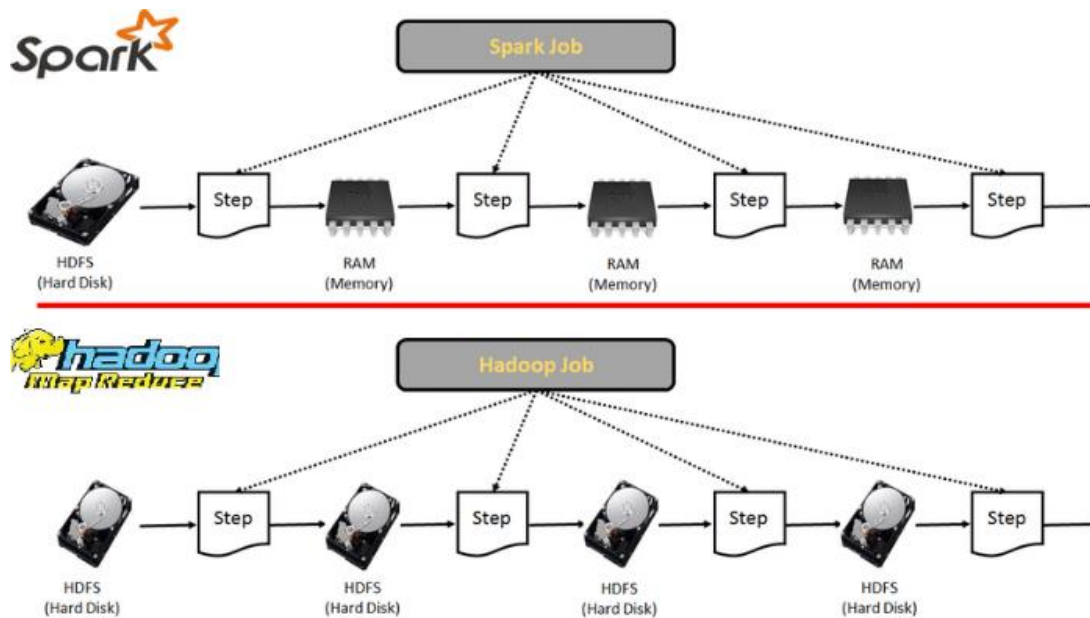 Spark
Spark Job
Step
Step
Step
Step
HDFS
(Hard Disk)
RAM
(Memory)
RAM
(Memory)
RAM
(Memory)
hadoo
Map Reduce
Hadoop Job
Step
Step
Step
Step
HDFS
(Hard Disk)
HDFS
(Hard Disk)
HDFS
(Hard Disk)
HDFS
(Hard Disk)